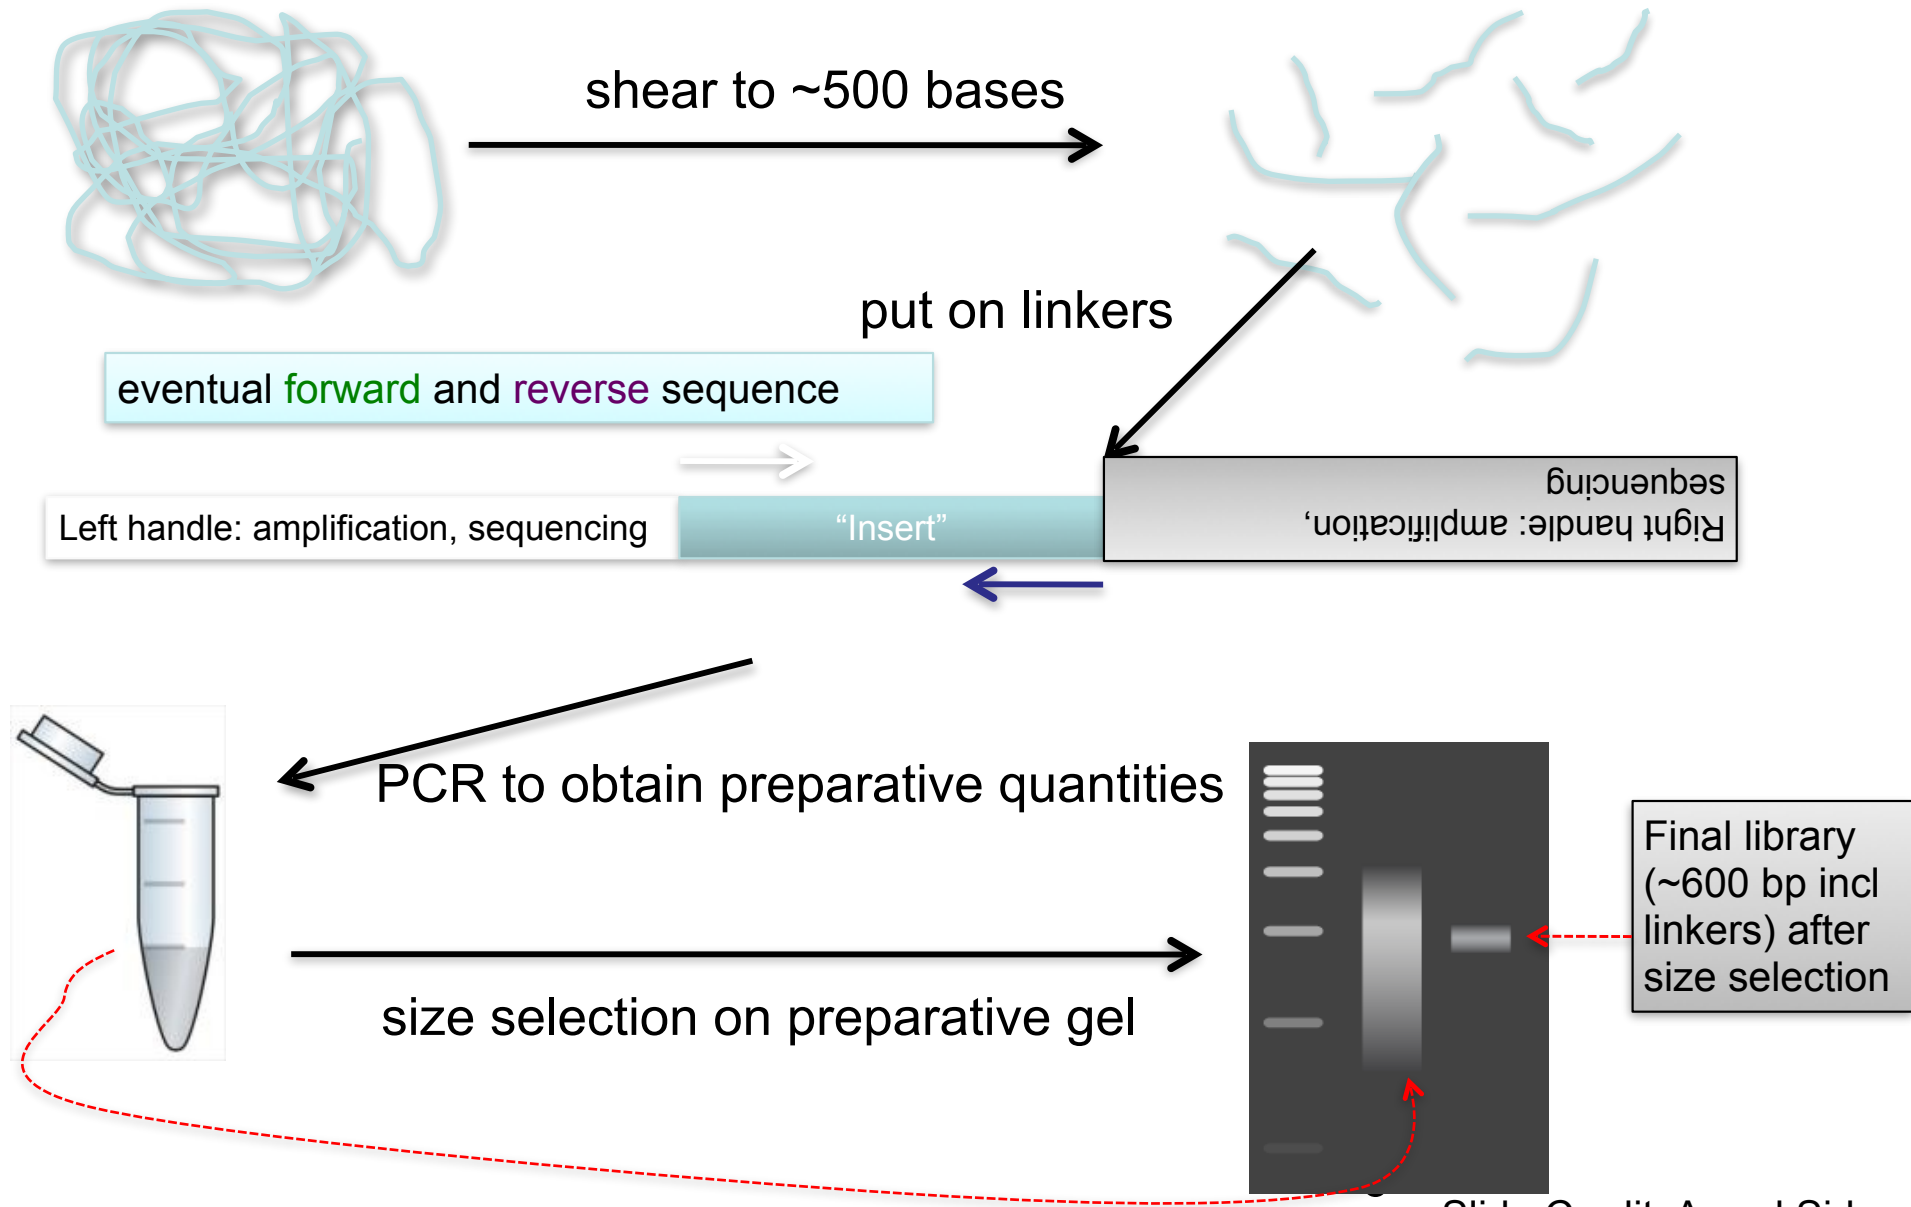 shear to ~500 bases
put on linkers
eventual forward and reverse sequence
Left handle: amplification, sequencing
“Insert”
Right handle: amplification,
sequencing
PCR to obtain preparative quantities
size selection on preparative gel
Final library
(~600 bp incl
linkers) after
size selection